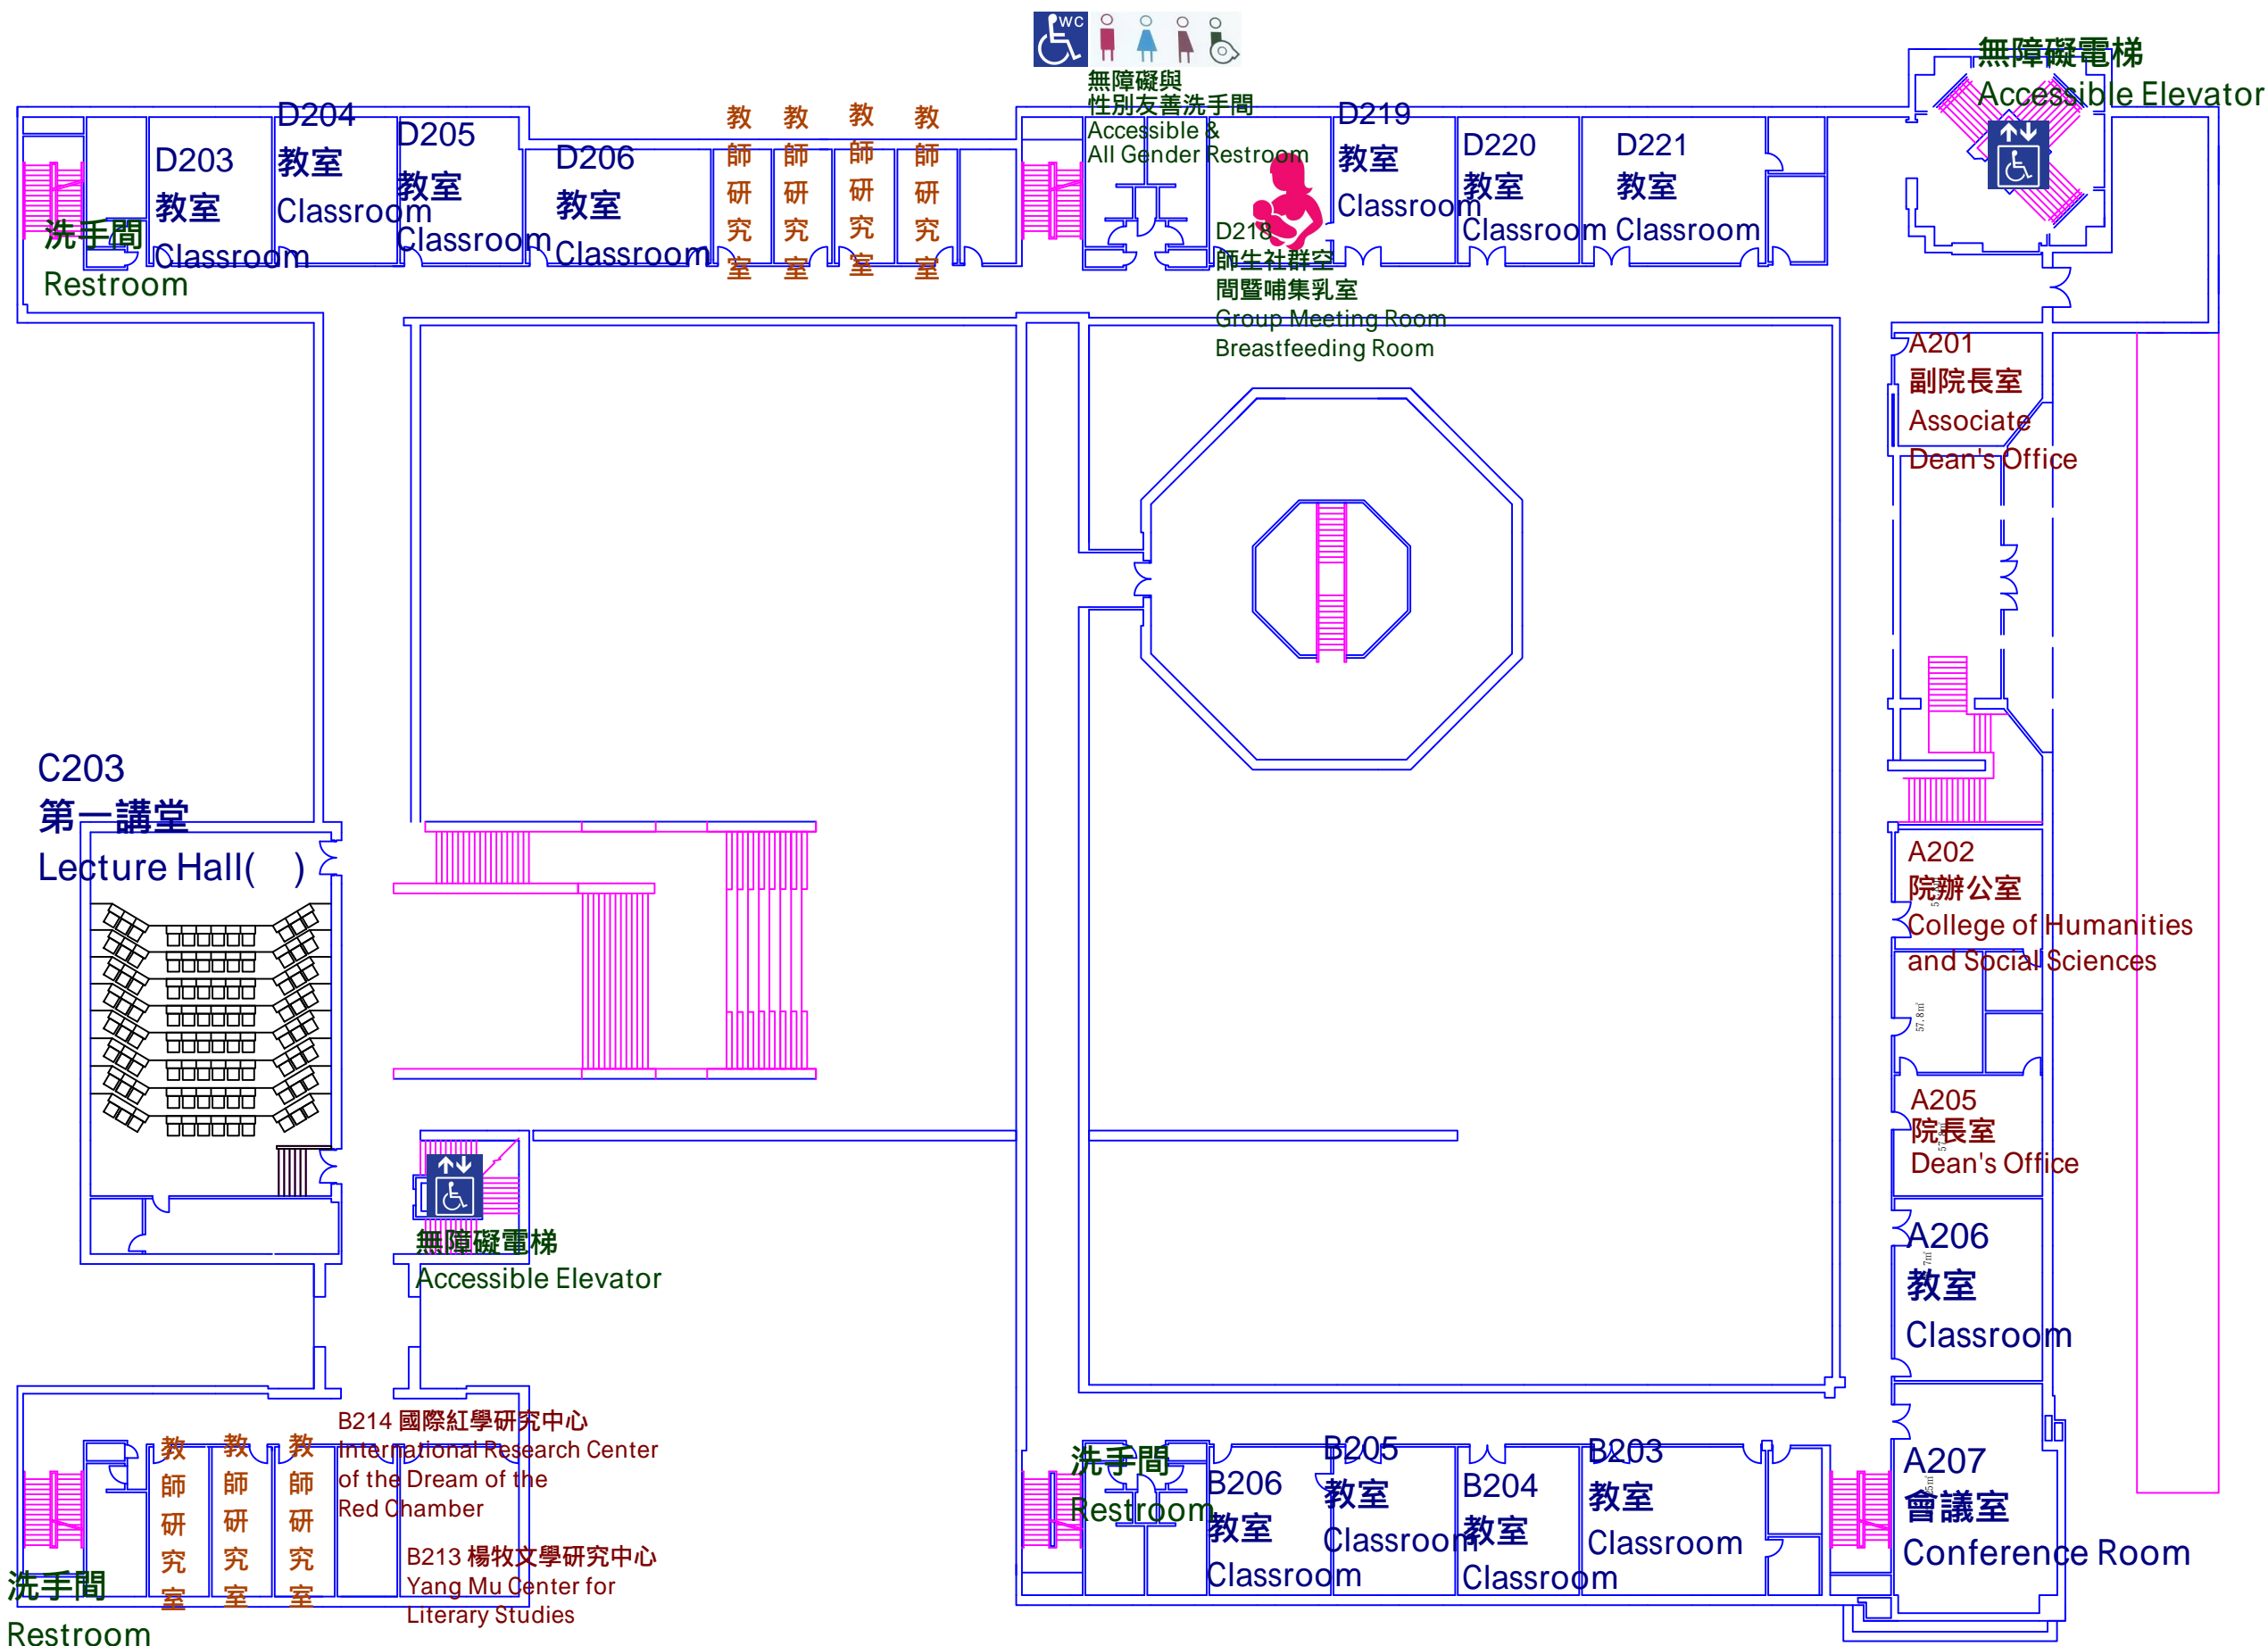 WC
無障礙與
性別友善洗手間
Accessible &
All Gender Restroom
無障礙電梯
Accessible Elevator
D203
教室
Classroom
D204
教室
Classroom
D205
教室
Classroom
D206
教室
Classroom
教師研究室
教師研究室
教師研究室
教師研究室
D218
師生社群空
間暨哺集乳室
Group Meeting Room
Breastfeeding Room
D219
教室
Classroom
D220
教室
Classroom
D221
教室
Classroom
洗手間
Restroom
A201
副院長室
Associate
Dean's Office
C203
第一講堂
Lecture Hall( )
A202
院辦公室
College of Humanities
and Social Sciences
57.8㎡
A205
院長室
Dean's Office
無障礙電梯
Accessible Elevator
A206
教室
Classroom
B214 國際紅學研究中心
International Research Center
of the Dream of the
Red Chamber
B213 楊牧文學研究中心
Yang Mu Center for
Literary Studies
教師研究室
教師研究室
教師研究室
洗手間
Restroom
洗手間
Restroom
B206
教室
Classroom
B205
教室
Classroom
B204
教室
Classroom
B203
教室
Classroom
A207
會議室
Conference Room